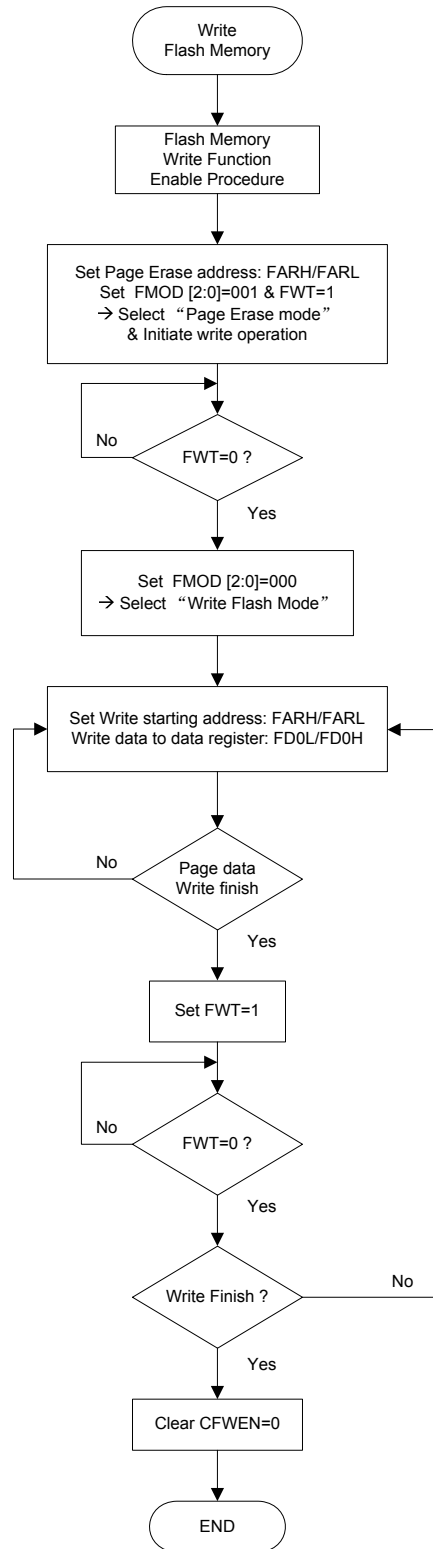 Write
Flash Memory
Flash Memory
Write Function
Enable Procedure
Set Page Erase address: FARH/FARL
Set FMOD [2:0]=001 & FWT=1
→ Select “Page Erase mode”
& Initiate write operation
No
FWT=0 ?
Yes
Set FMOD [2:0]=000
→ Select “Write Flash Mode”
Set Write starting address: FARH/FARL
Write data to data register: FD0L/FD0H
No
Page data
Write finish
Yes
Set FWT=1
No
FWT=0 ?
Yes
Write Finish ?
No
Yes
Clear CFWEN=0
END